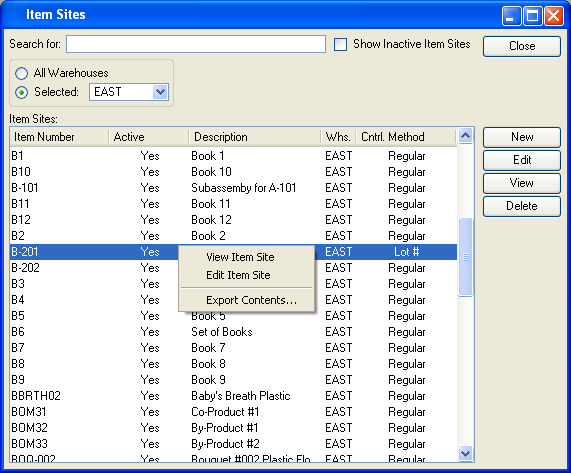 Item Sites
Search for:
Show Inactive Item Sites
Close
All Warehouses
Selected: EAST
Item Sites:
Item Number Active Description Whs. Cntrl. Method
New
B1 Yes Book 1 EAST Regular
Edit
B10 Yes Book 10 EAST Regular
View
B-101 Yes Subassemby for A-101 EAST Regular
Delete
B11 Yes Book 11 EAST Regular
B12 Yes Book 12 EAST Regular
B2 Yes Book 2 EAST Regular
B-201 Yes EAST Lot #
View Item Site
B-202 Yes EAST Regular
Edit Item Site
B3 Yes EAST Regular
B4 Yes EAST Regular
Export Contents...
B5 Yes Book 5 EAST Regular
B6 Yes Set of Books EAST Regular
B7 Yes Book 7 EAST Regular
B8 Yes Book 8 EAST Regular
B9 Yes Book 9 EAST Regular
BBRTH02 Yes Baby's Breath Plastic EAST Regular
BOM31 Yes Co-Product #1 EAST Regular
BOM32 Yes By-Product #1 EAST Regular
BOM33 Yes By-Product #2 EAST Regular
BOQ-002 Yes Bouquet #002 Plastic Flo... EAST Regular